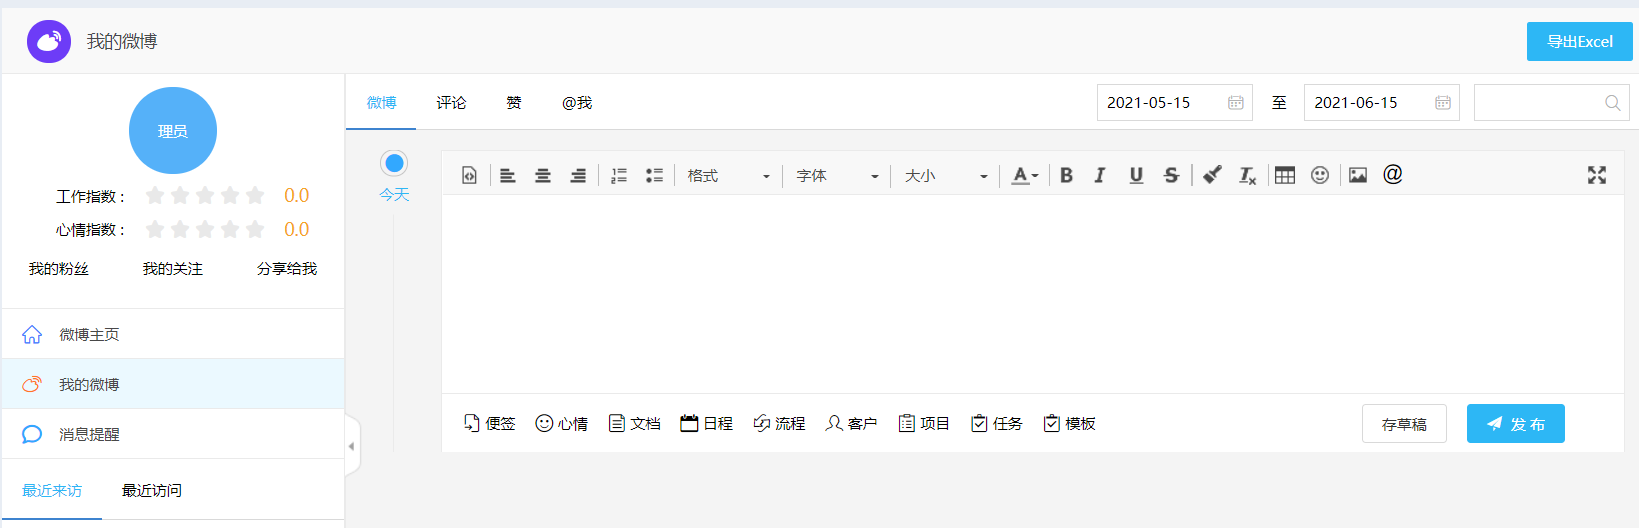 我的微博
导出Excel
理员
工作指数： 0.0
心情指数： 0.0
我的粉丝 我的关注 分享给我
微博主页
我的微博
消息提醒
最近来访 最近访问
微博 评论 赞 @我
2021-05-15 至 2021-06-15
今天
格式 字体 大小 A B I U S Tx @
便签 心情 文档 日程 流程 客户 项目 任务 模板
存草稿 发布